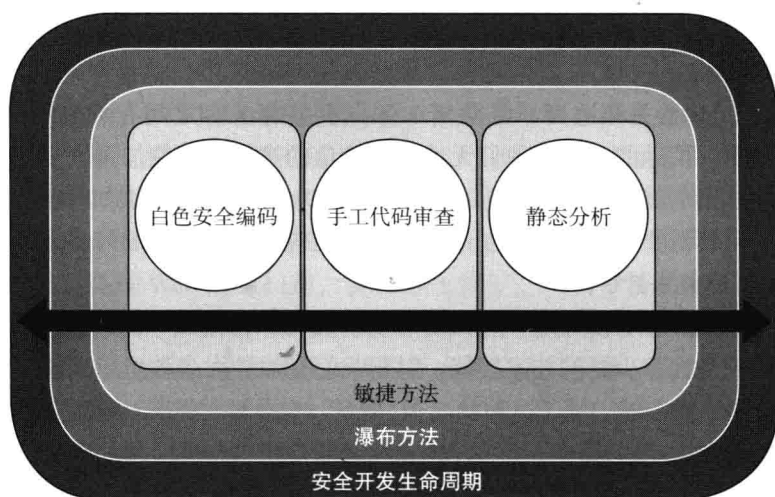 白色安全编码
手工代码审查
静态分析
敏捷方法
瀑布方法
安全开发生命周期